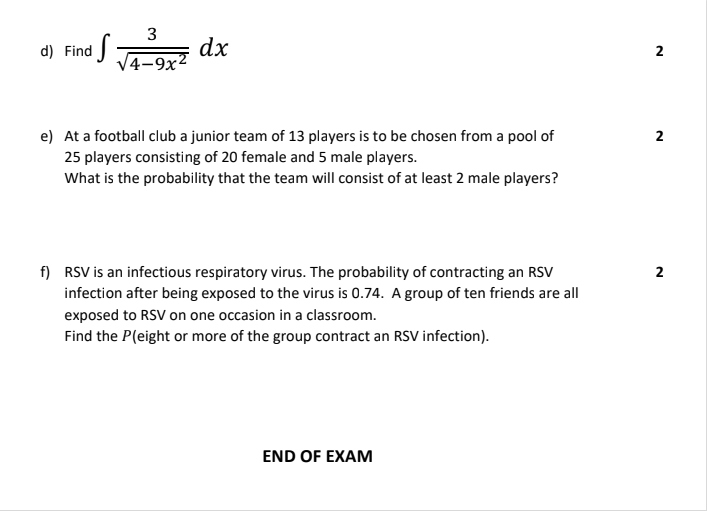 d) Find ∫ 3/√4−9x² dx 2
e) At a football club a junior team of 13 players is to be chosen from a pool of 2
25 players consisting of 20 female and 5 male players.
What is the probability that the team will consist of at least 2 male players?
f) RSV is an infectious respiratory virus. The probability of contracting an RSV 2
infection after being exposed to the virus is 0.74. A group of ten friends are all
exposed to RSV on one occasion in a classroom.
Find the P(eight or more of the group contract an RSV infection).
END OF EXAM